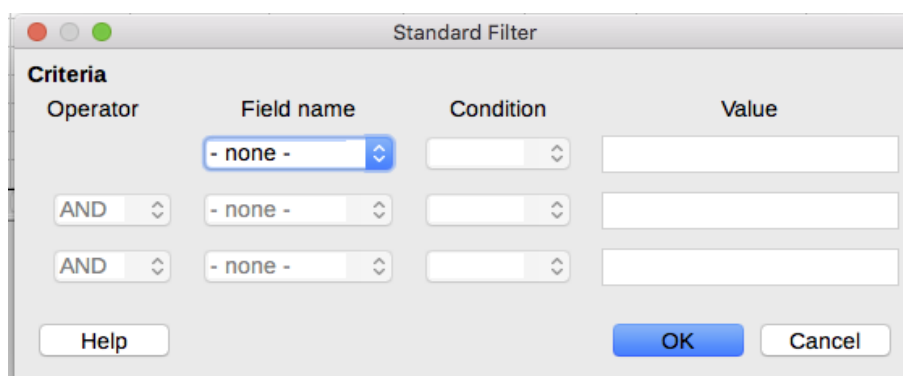 Standard Filter
Criteria
Operator Field name Condition Value
- none -
AND - none -
AND - none -
Help OK Cancel